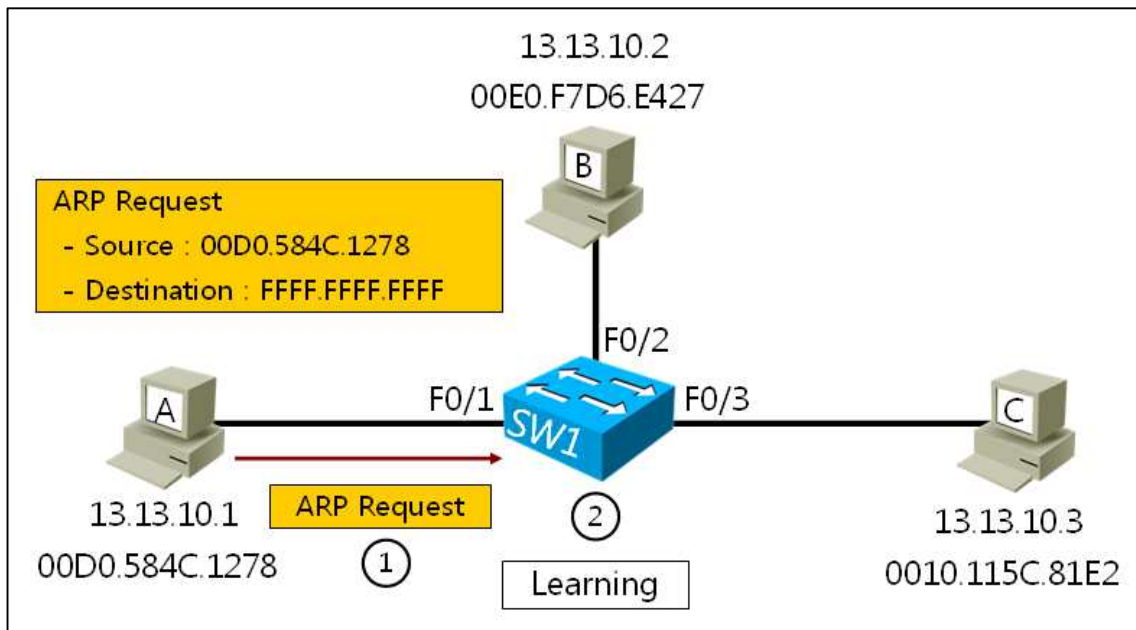 13.13.10.2
00E0.F7D6.E427
B
ARP Request
- Source : 00D0.584C.1278
- Destination : FFFF.FFFF.FFFF
F0/2
A
F0/1
SW1
F0/3
C
ARP Request
13.13.10.1
①
②
13.13.10.3
00D0.584C.1278
Learning
0010.115C.81E2